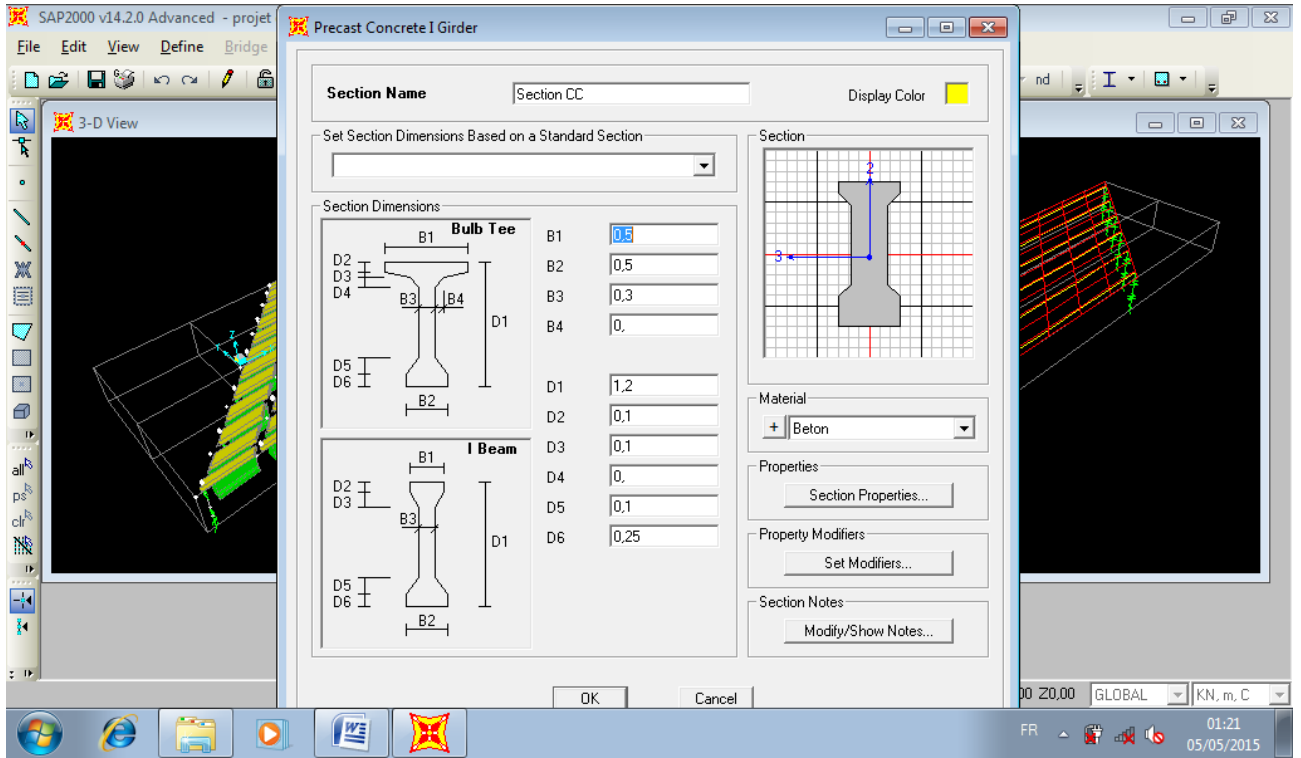 SAP2000 v14.2.0 Advanced - projet
File Edit View Define Bridge
nd
3-D View
Z
all
ps
clr
Precast Concrete I Girder
Section Name Section CC Display Color
Set Section Dimensions Based on a Standard Section
Section
2
3
Section Dimensions
Bulb Tee
B1
D2
D3
D4
B3 B4
D1
D5
D6
B2
I Beam
B1
D2
D3
B3
D1
D5
D6
B2
B1 0,5
B2 0,5
B3 0,3
B4 0,
D1 1,2
D2 0,1
D3 0,1
D4 0,
D5 0,1
D6 0,25
Material
+ Beton
Properties
Section Properties...
Property Modifiers
Set Modifiers...
Section Notes
Modify/Show Notes...
OK Cancel
00 Z0,00 GLOBAL KN, m, C
FR 01:21
05/05/2015